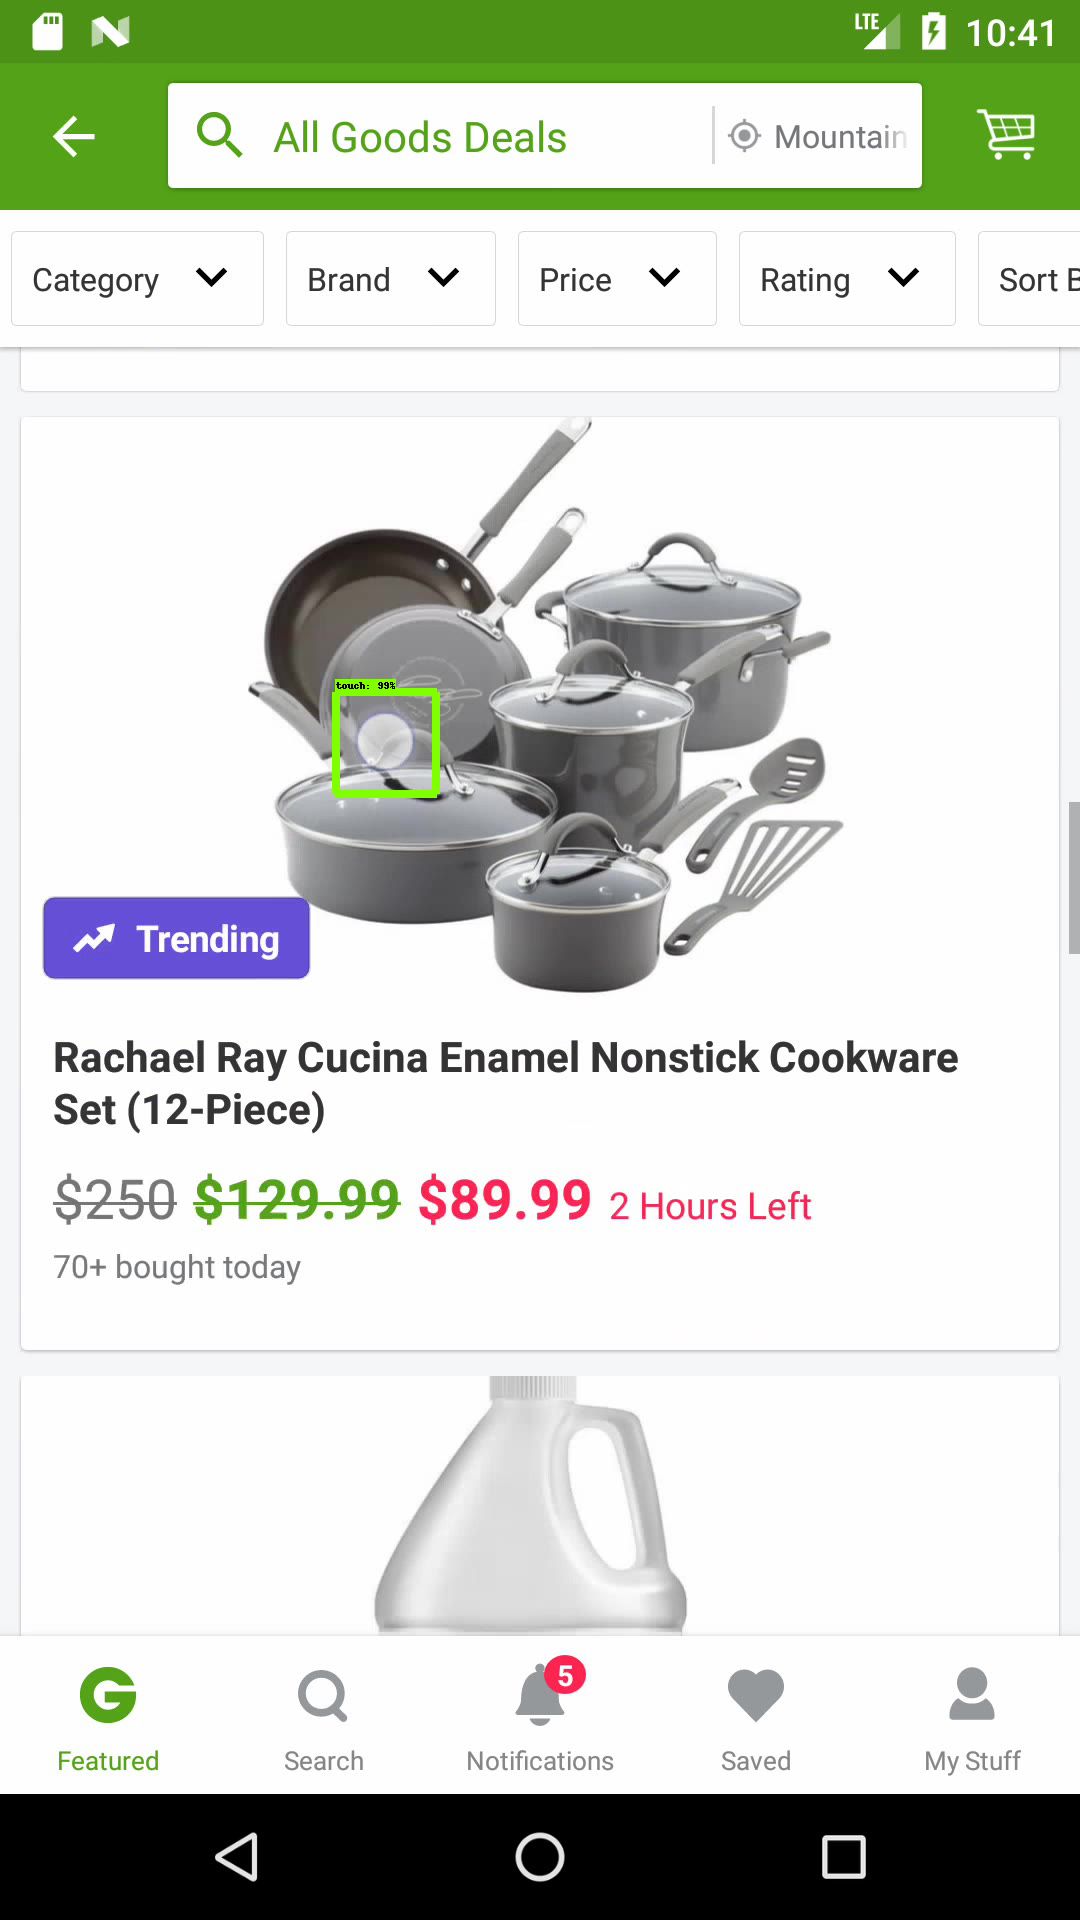 LTE 10:41
All Goods Deals Mountain
Category Brand Price Rating Sort B
touch: 99%
Trending
Rachael Ray Cucina Enamel Nonstick Cookware
Set (12-Piece)
$250 $129.99 $89.99 2 Hours Left
70+ bought today
5
Featured Search Notifications Saved My Stuff